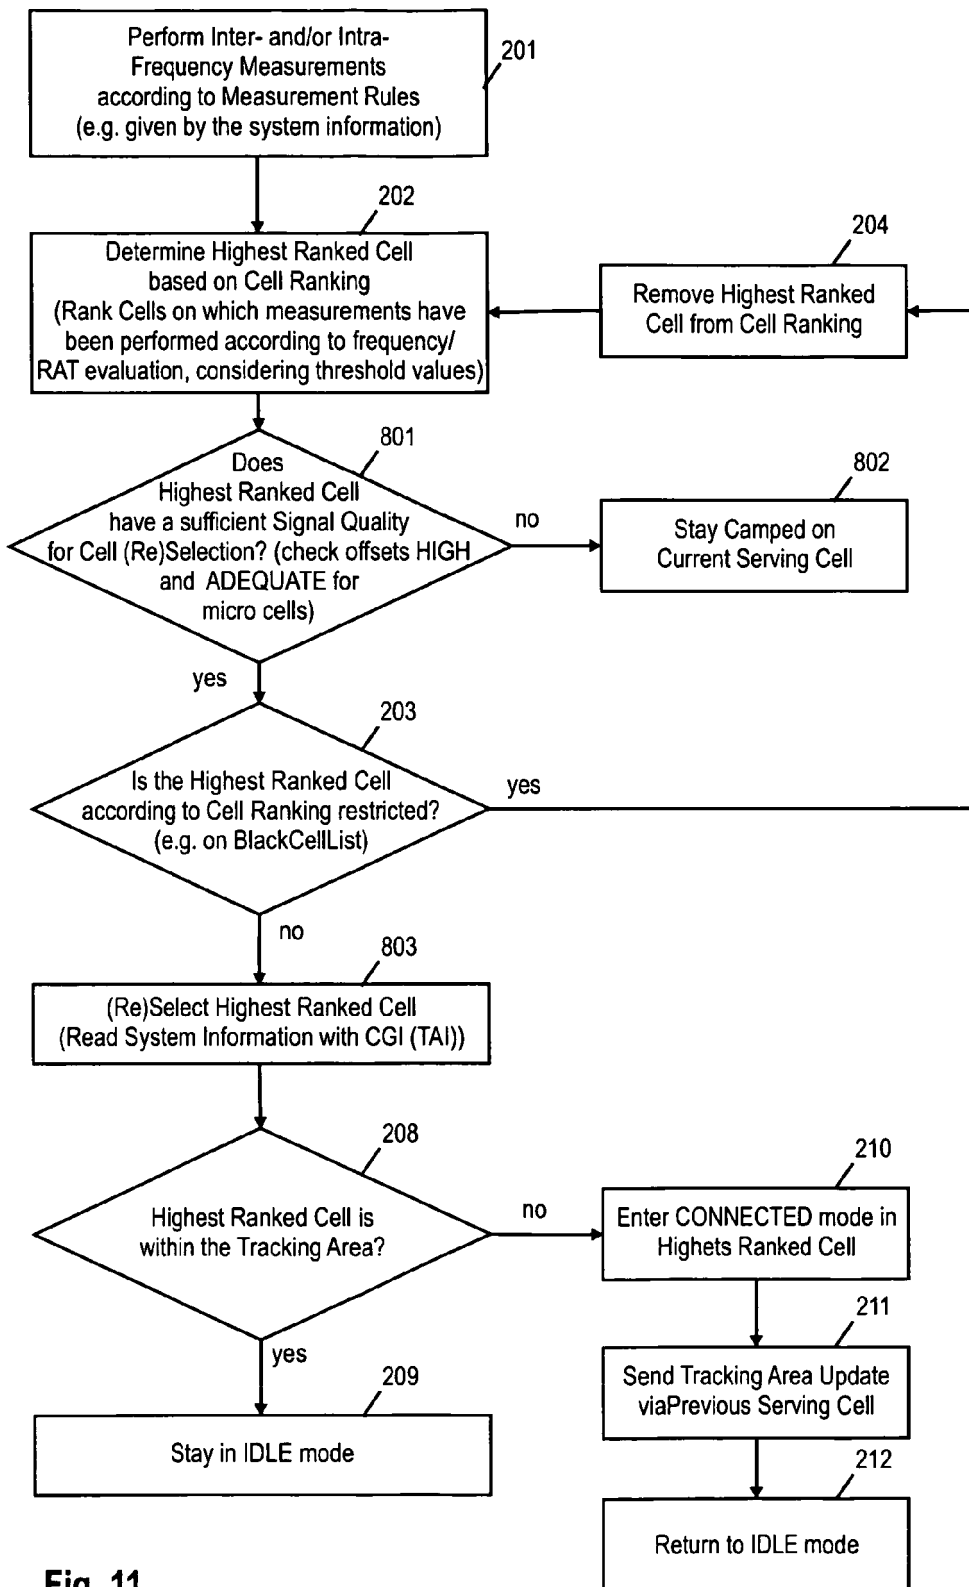 Perform Inter- and/or Intra-
Frequency Measurements
according to Measurement Rules
(e.g. given by the system information)
201
202
Determine Highest Ranked Cell
based on Cell Ranking
(Rank Cells on which measurements have
been performed according to frequency/
RAT evaluation, considering threshold values)
204
Remove Highest Ranked
Cell from Cell Ranking
801
Does
Highest Ranked Cell
have a sufficient Signal Quality
for Cell (Re)Selection? (check offsets HIGH
and ADEQUATE for
micro cells)
no
802
Stay Camped on
Current Serving Cell
yes
203
Is the Highest Ranked Cell
according to Cell Ranking restricted?
(e.g. on BlackCellList)
yes
no
803
(Re)Select Highest Ranked Cell
(Read System Information with CGI (TAI))
208
Highest Ranked Cell is
within the Tracking Area?
no
210
Enter CONNECTED mode in
Highets Ranked Cell
yes
211
Send Tracking Area Update
viaPrevious Serving Cell
209
Stay in IDLE mode
212
Return to IDLE mode
Fig. 11